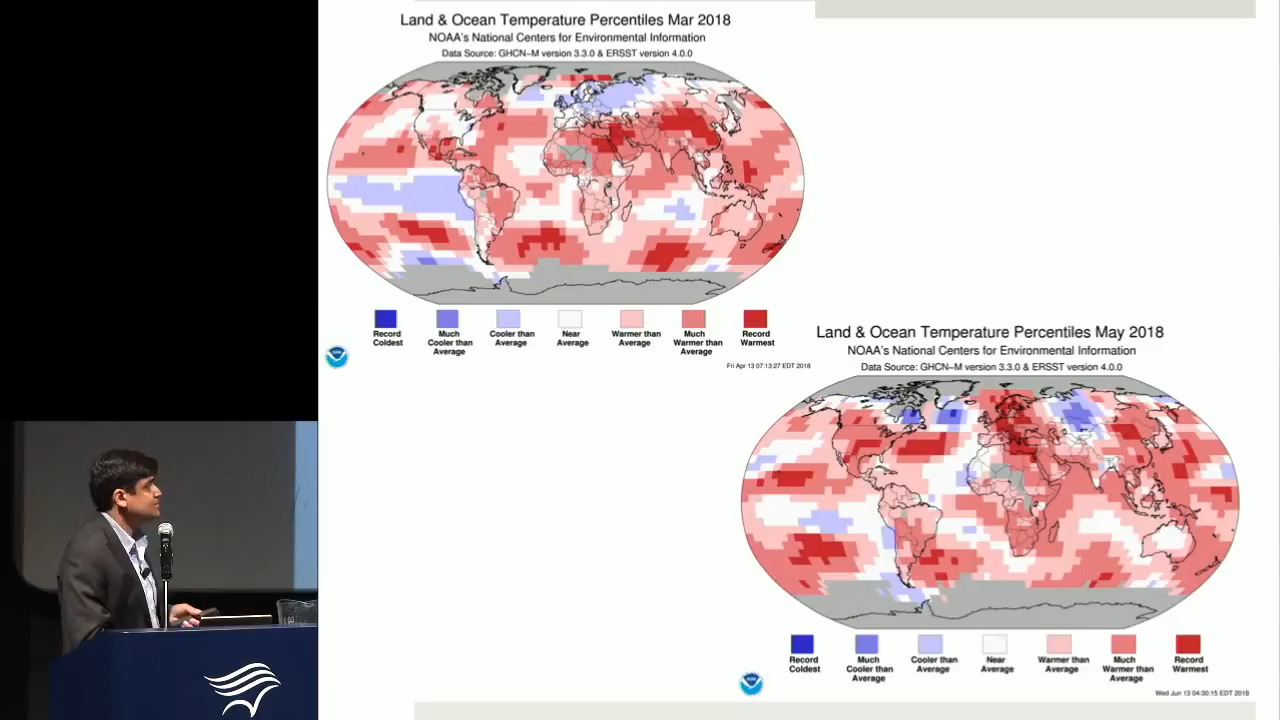 Land & Ocean Temperature Percentiles Mar 2018
NOAA's National Centers for Environmental Information
Data Source: GHCN–M version 3.3.0 & ERSST version 4.0.0
Record
Coldest
Much
Cooler than
Average
Cooler than
Average
Near
Average
Warmer than
Average
Much
Warmer than
Average
Record
Warmest
Fri Apr 13 07:13:27 EDT 2018
Land & Ocean Temperature Percentiles May 2018
NOAA's National Centers for Environmental Information
Data Source: GHCN–M version 3.3.0 & ERSST version 4.0.0
Record
Coldest
Much
Cooler than
Average
Cooler than
Average
Near
Average
Warmer than
Average
Much
Warmer than
Average
Record
Warmest
Wed Jun 13 04:30:15 EDT 2018